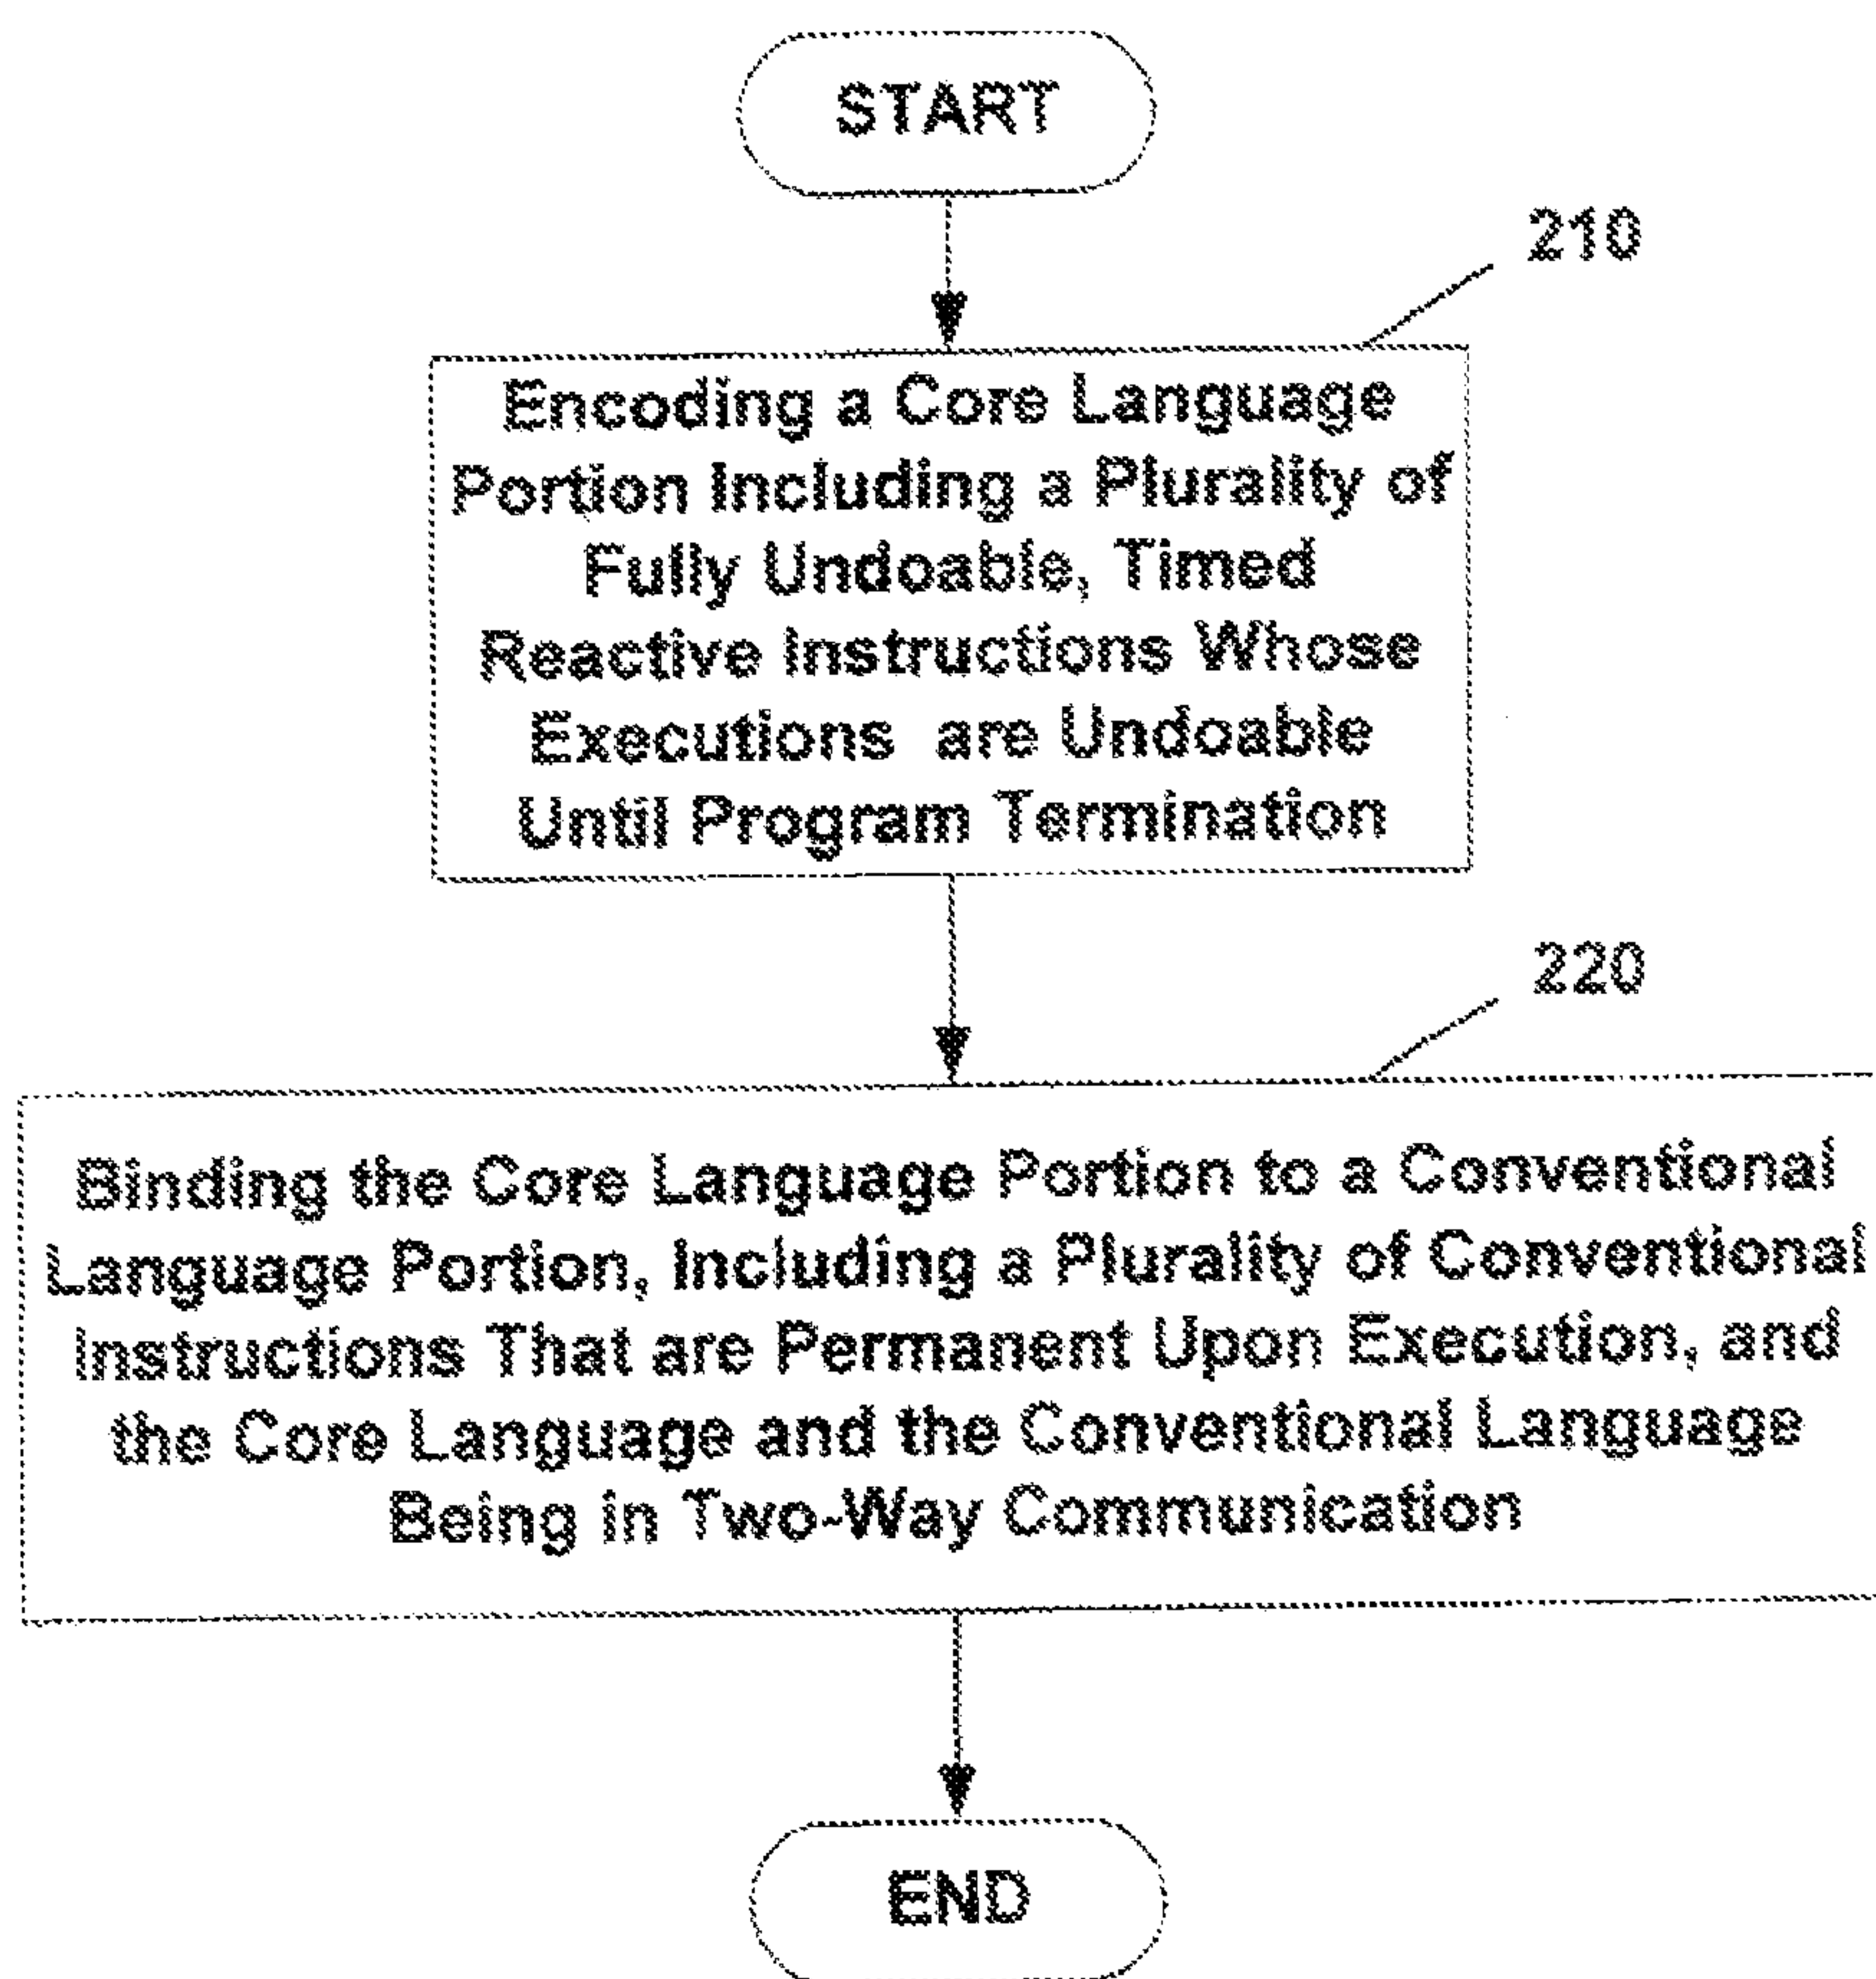 START
210
Encoding a Core Language
Portion Including a Plurality of
Fully Undoable, Timed
Reactive Instructions Whose
Executions are Undoable
Until Program Termination
220
Binding the Core Language Portion to a Conventional
Language Portion, Including a Plurality of Conventional
Instructions That are Permanent Upon Execution, and
the Core Language and the Conventional Language
Being in Two-Way Communication
END